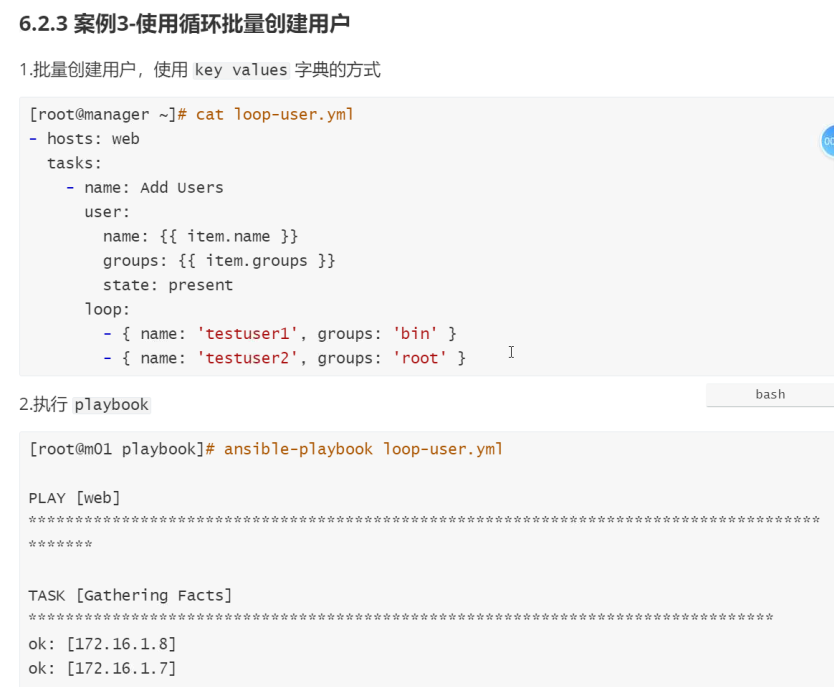 6.2.3 案例3-使用循环批量创建用户
1.批量创建用户，使用 key values 字典的方式
[root@manager ~]# cat loop-user.yml
- hosts: web
  tasks:
    - name: Add Users
      user:
        name: {{ item.name }}
        groups: {{ item.groups }}
        state: present
      loop:
        - { name: 'testuser1', groups: 'bin' }
        - { name: 'testuser2', groups: 'root' }
bash
2.执行 playbook
[root@m01 playbook]# ansible-playbook loop-user.yml
PLAY [web]
*************************************************************************************
*******
TASK [Gathering Facts]
********************************************************************************
ok: [172.16.1.8]
ok: [172.16.1.7]